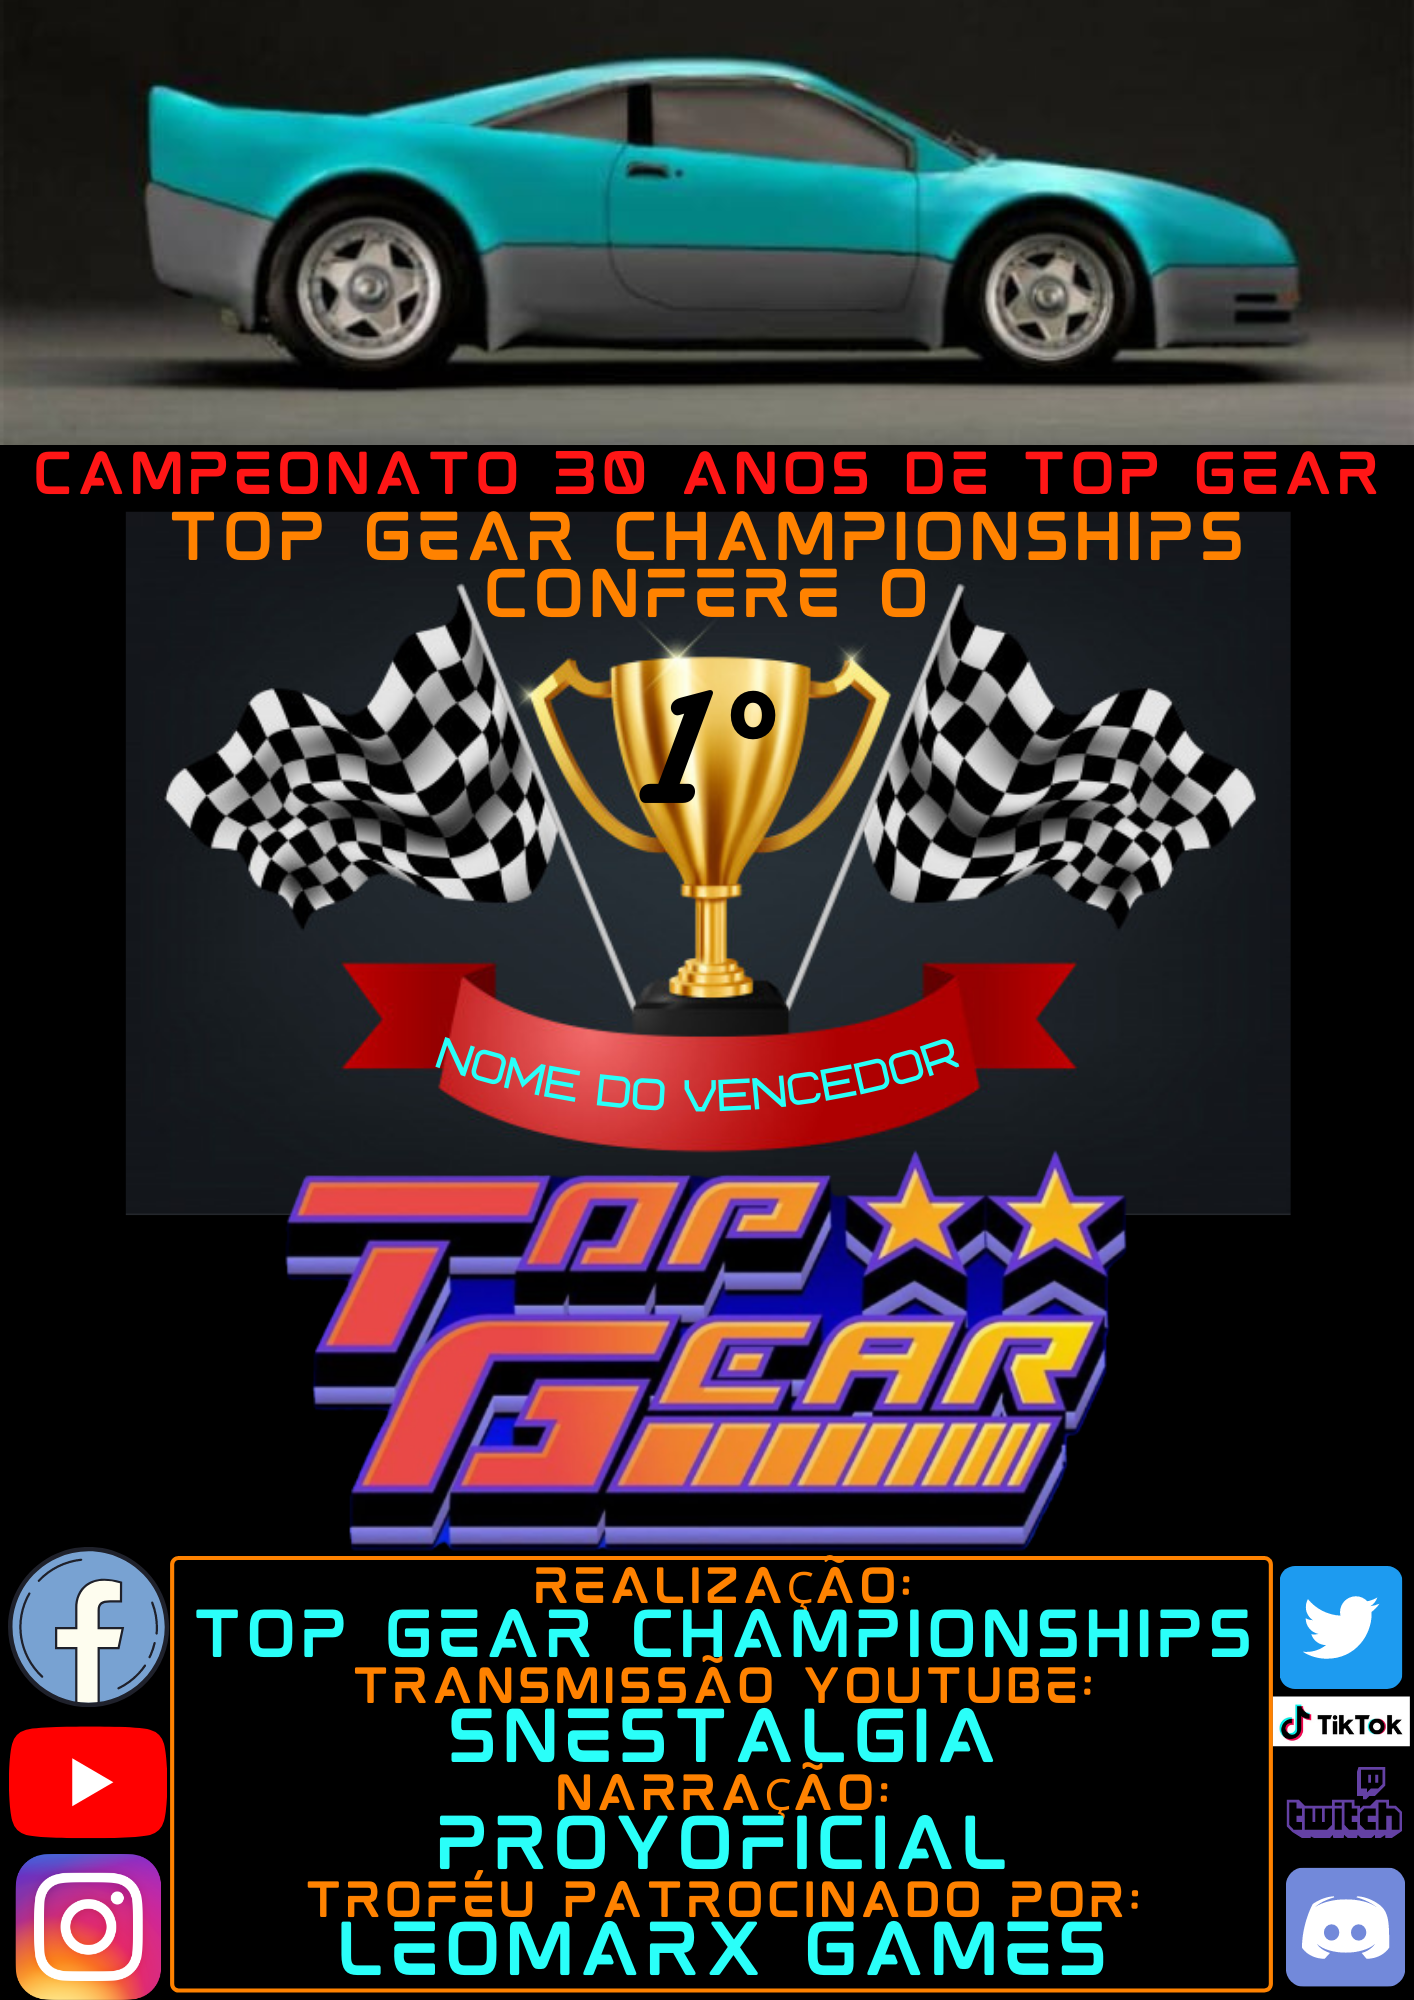 CAMPEONATO 30 ANOS DE TOP GEAR
TOP GEAR CHAMPIONSHIPS
CONFERE O
1º
NOME DO VENCEDOR
TOP
GEAR
REALIZAÇÃO:
TOP GEAR CHAMPIONSHIPS
TRANSMISSÃO YOUTUBE:
SNESTALGIA
NARRAÇÃO:
PROYOFICIAL
TROFÉU PATROCINADO POR:
LEOMARX GAMES
TikTok
twitch